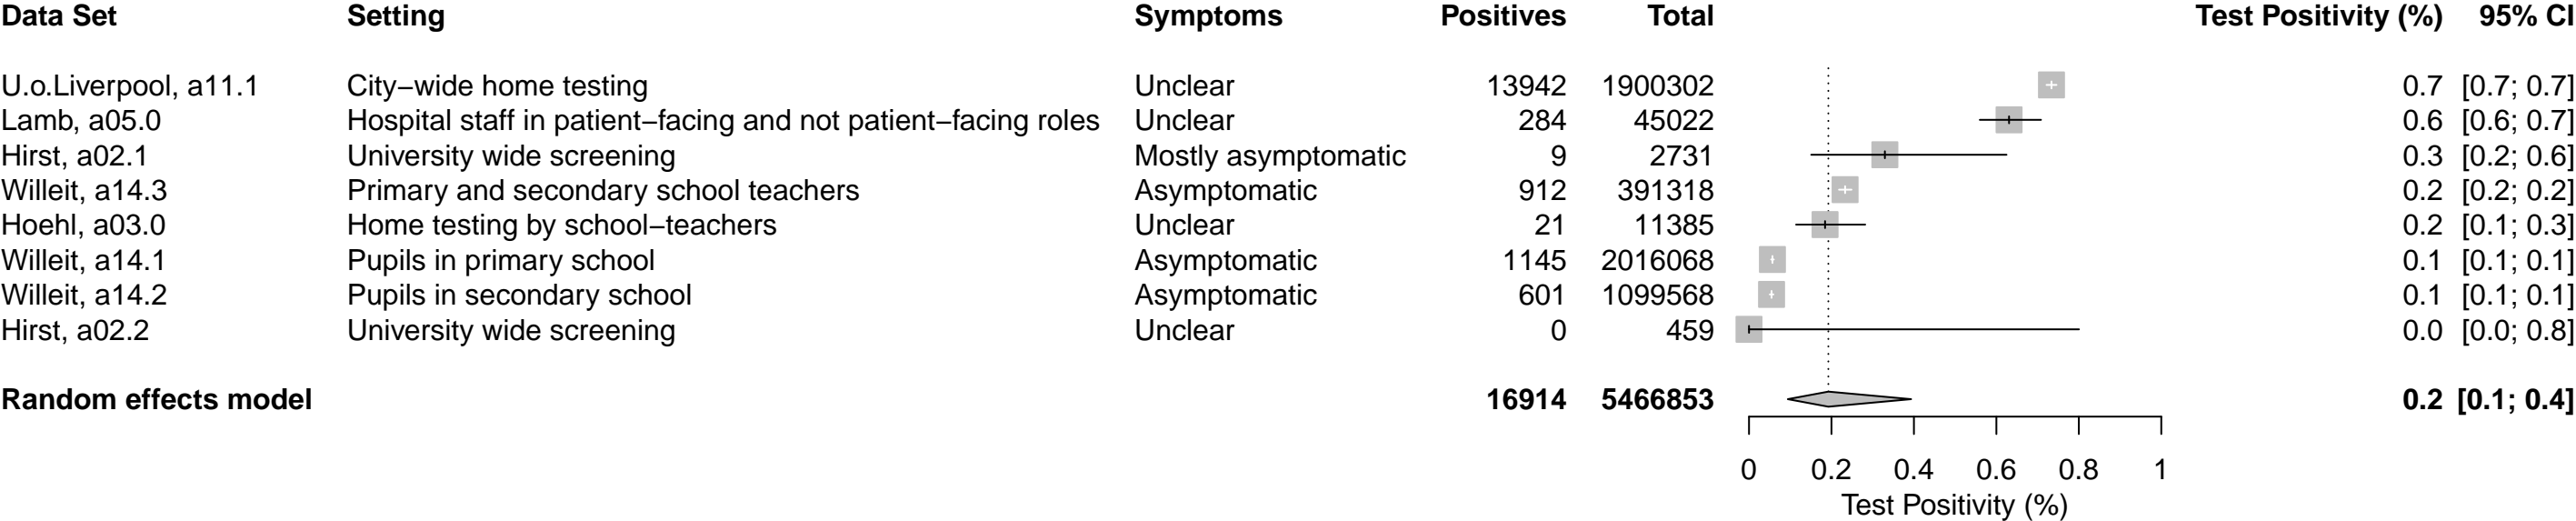 Data Set Setting Symptoms Positives Total Test Positivity (%) 95% CI
U.o.Liverpool, a11.1 City−wide home testing Unclear 13942 1900302 0.7 [0.7; 0.7]
Lamb, a05.0 Hospital staff in patient−facing and not patient−facing roles Unclear 284 45022 0.6 [0.6; 0.7]
Hirst, a02.1 University wide screening Mostly asymptomatic 9 2731 0.3 [0.2; 0.6]
Willeit, a14.3 Primary and secondary school teachers Asymptomatic 912 391318 0.2 [0.2; 0.2]
Hoehl, a03.0 Home testing by school−teachers Unclear 21 11385 0.2 [0.1; 0.3]
Willeit, a14.1 Pupils in primary school Asymptomatic 1145 2016068 0.1 [0.1; 0.1]
Willeit, a14.2 Pupils in secondary school Asymptomatic 601 1099568 0.1 [0.1; 0.1]
Hirst, a02.2 University wide screening Unclear 0 459 0.0 [0.0; 0.8]
Random effects model 16914 5466853 0.2 [0.1; 0.4]
0 0.2 0.4 0.6 0.8 1
Test Positivity (%)